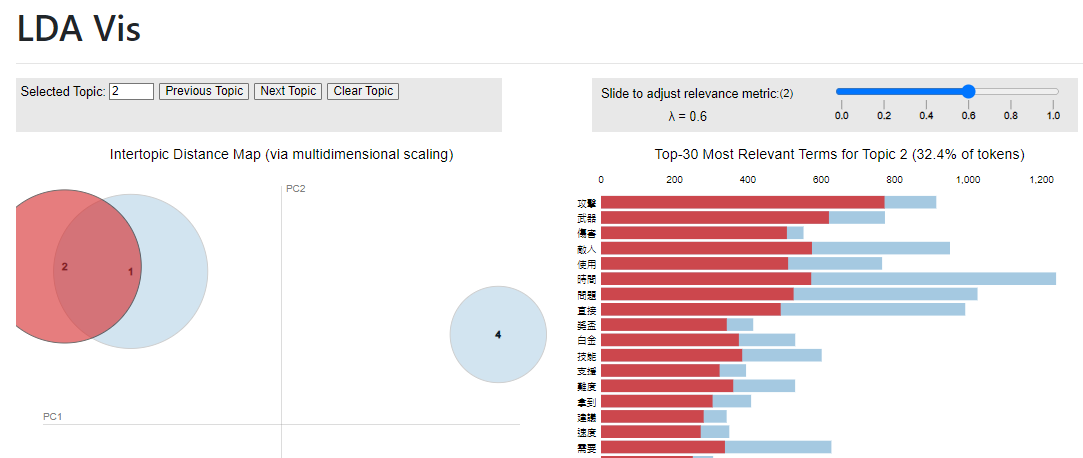 LDA Vis
Selected Topic: 2 Previous Topic Next Topic Clear Topic
Slide to adjust relevance metric:(2)
λ = 0.6
0.0 0.2 0.4 0.6 0.8 1.0
Intertopic Distance Map (via multidimensional scaling)
PC2
2
1
4
PC1
Top-30 Most Relevant Terms for Topic 2 (32.4% of tokens)
0 200 400 600 800 1,000 1,200
攻擊
武器
傷害
敵人
使用
時間
問題
直接
獎盃
白金
技能
支援
難度
拿到
建議
速度
需要